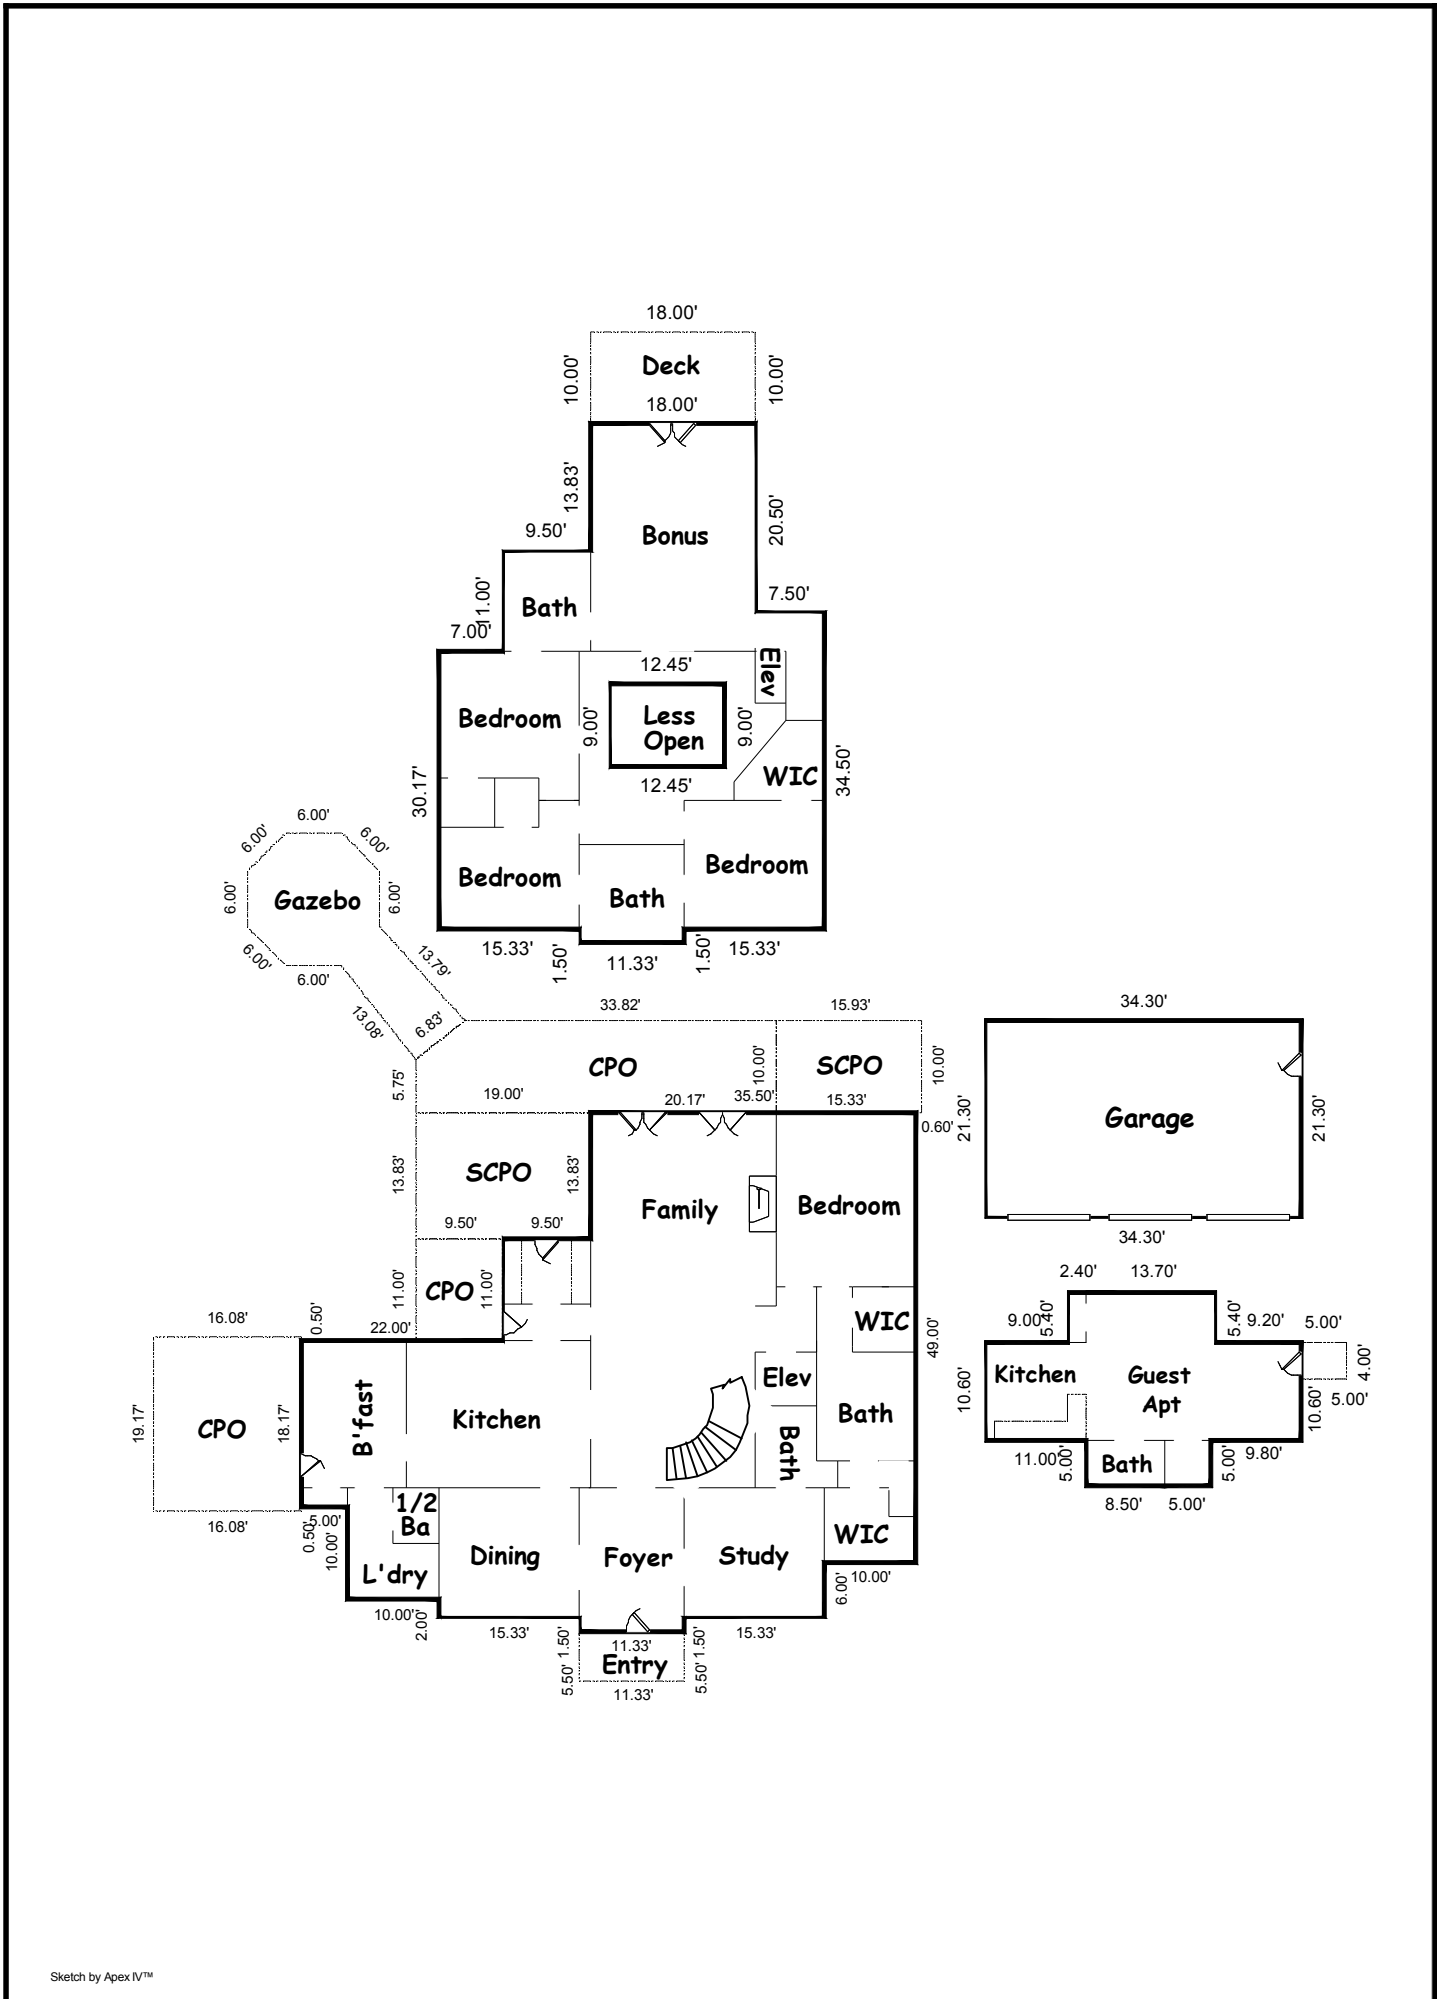 18.00'
Deck
10.00'
10.00'
18.00'
13.83'
20.50'
9.50'
Bonus
11.00'
Bath
7.50'
7.00'
Elev
12.45'
Bedroom
9.00'
Less
Open
9.00'
WIC
34.50'
30.17'
12.45'
Bedroom
Bath
Bedroom
15.33'
1.50'
11.33'
1.50'
15.33'
6.00'
6.00'
6.00'
6.00'
Gazebo
6.00'
6.00'
6.00'
13.79'
13.08'
6.83'
33.82'
15.93'
5.75'
CPO
10.00'
SCPO
10.00'
19.00'
20.17'
35.50'
15.33'
0.60'
13.83'
SCPO
13.83'
Family
Bedroom
9.50'
9.50'
11.00'
CPO
11.00'
WIC
49.00'
16.08'
0.50'
22.00'
19.17'
CPO
18.17'
B'fast
Kitchen
Elev
Bath
Bath
16.08'
0.50'
5.00'
10.00'
1/2
Ba
L'dry
Dining
Foyer
Study
WIC
10.00'
6.00'
10.00'
2.00'
15.33'
1.50'
11.33'
1.50'
15.33'
5.50'
Entry
5.50'
11.33'
34.30'
21.30'
Garage
21.30'
34.30'
2.40'
13.70'
9.00'
5.40'
5.40'
9.20'
5.00'
4.00'
5.00'
10.60'
Kitchen
Guest
Apt
10.60'
11.00'
5.00'
Bath
5.00'
9.80'
8.50'
5.00'
Sketch by Apex IV™